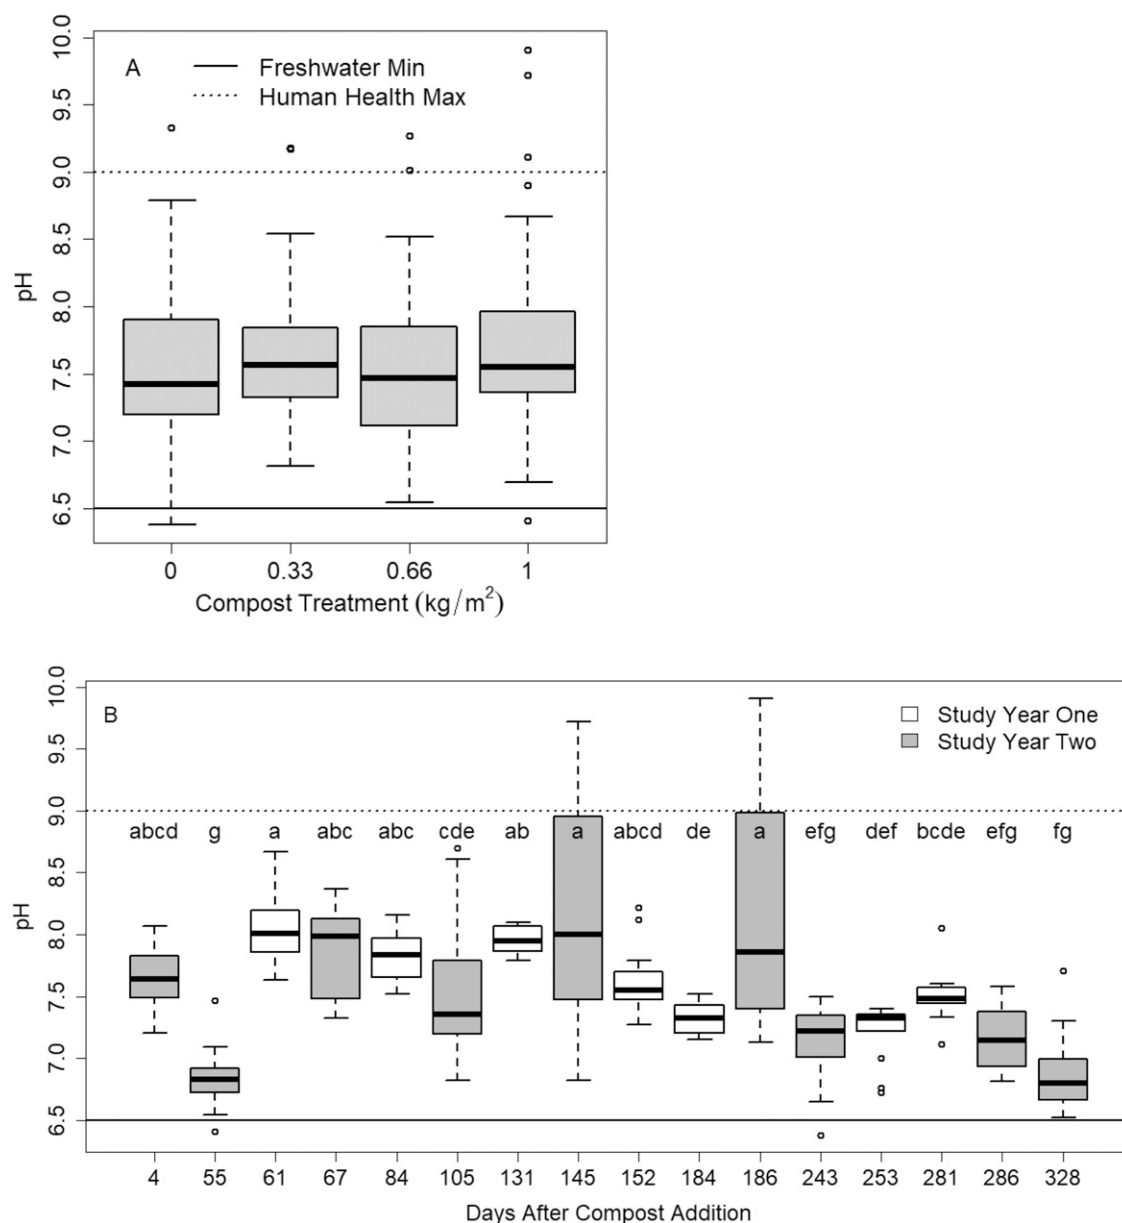 A
Freshwater Min
Human Health Max
10.0
9.5
9.0
8.5
8.0
7.5
7.0
6.5
pH
0 0.33 0.66 1
Compost Treatment (kg/m²)
B
Study Year One
Study Year Two
10.0
9.5
9.0
8.5
8.0
7.5
7.0
6.5
pH
abcd g a abc abc cde ab a abcd de a efg def bcde efg fg
4 55 61 67 84 105 131 145 152 184 186 243 253 281 286 328
Days After Compost Addition